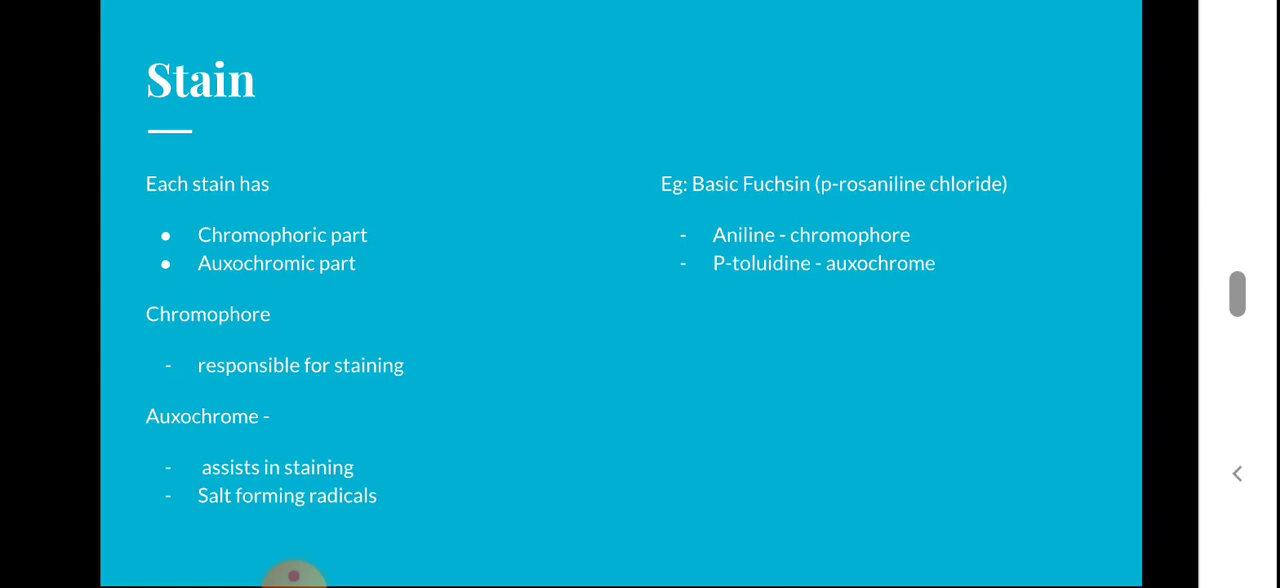 Stain
Each stain has
● Chromophoric part
● Auxochromic part
Chromophore
- responsible for staining
Auxochrome -
- assists in staining
- Salt forming radicals
Eg: Basic Fuchsin (p-rosaniline chloride)
- Aniline - chromophore
- P-toluidine - auxochrome